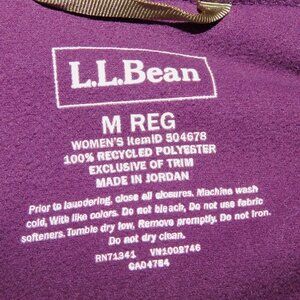 L.L.Bean
M REG
WOMEN'S ItemID 504678
100% RECYCLED POLYESTER
EXCLUSIVE OF TRIM
MADE IN JORDAN
Prior to laundering, close all closures. Machine wash
cold, With like colors. Do not bleach, Do not use fabric
softeners. Tumble dry low, Remove promptly. Do not iron.
Do not dry clean.
RN71341 VN1002746
CA04784